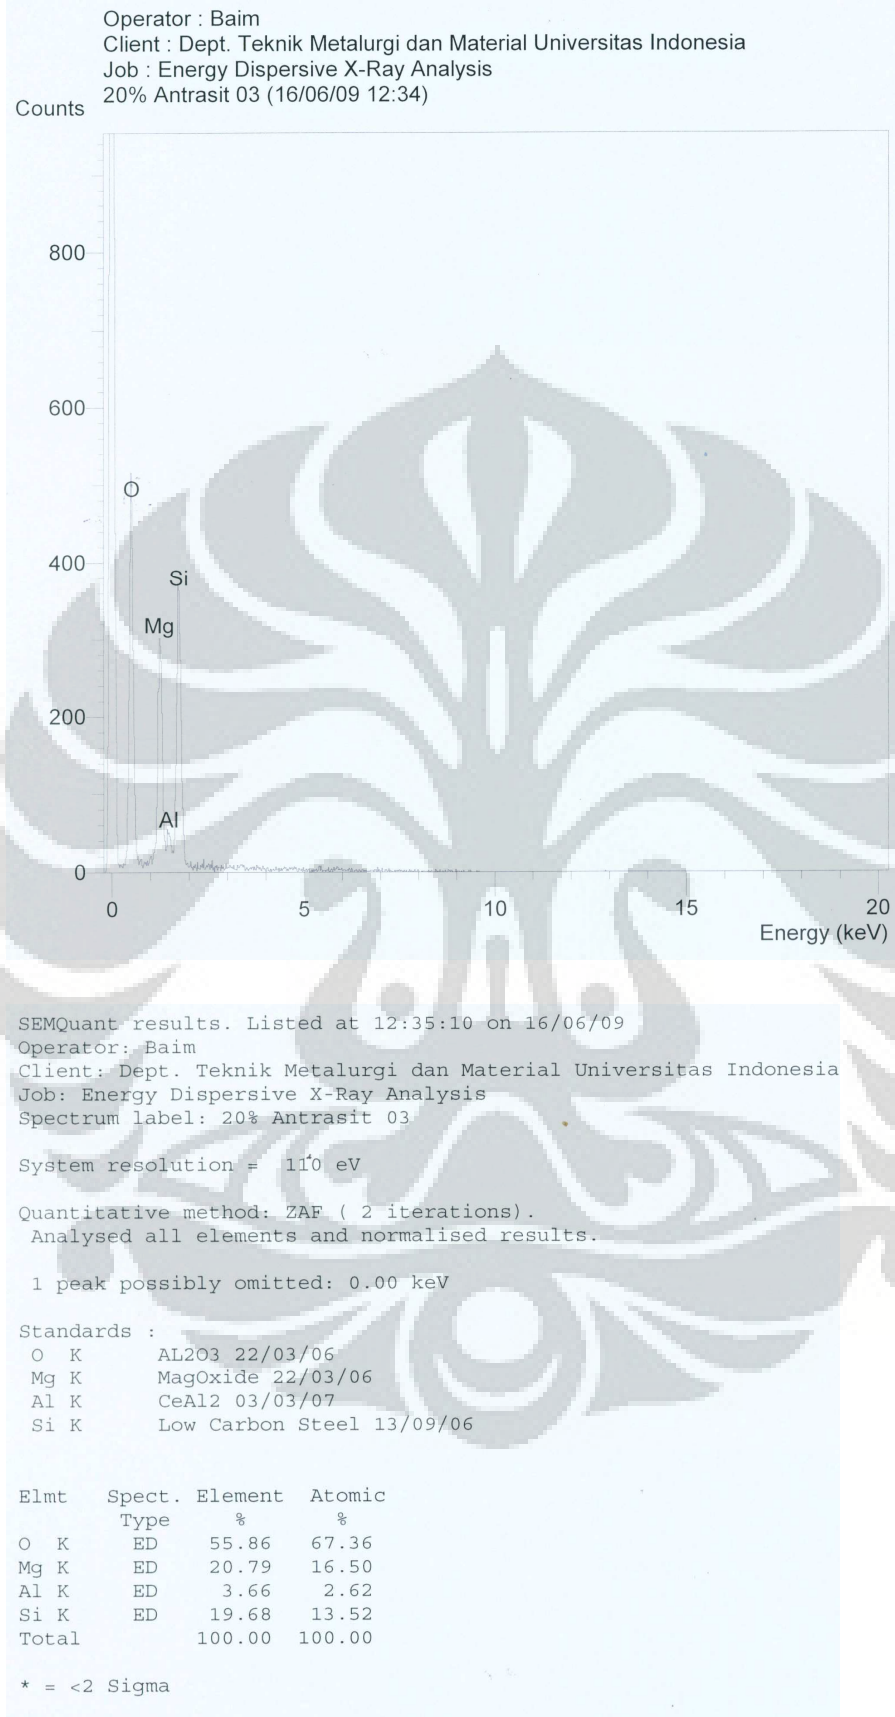 Operator : Baim
Client : Dept. Teknik Metalurgi dan Material Universitas Indonesia
Job : Energy Dispersive X-Ray Analysis
20% Antrasit 03 (16/06/09 12:34)
Counts
800
600
O
400
Si
Mg
200
Al
0
0 5 10 15 20
Energy (keV)
SEMQuant results. Listed at 12:35:10 on 16/06/09
Operator: Baim
Client: Dept. Teknik Metalurgi dan Material Universitas Indonesia
Job: Energy Dispersive X-Ray Analysis
Spectrum label: 20% Antrasit 03
System resolution = 110 eV
Quantitative method: ZAF ( 2 iterations).
Analysed all elements and normalised results.
1 peak possibly omitted: 0.00 keV
Standards :
O K AL2O3 22/03/06
Mg K MagOxide 22/03/06
Al K CeAl2 03/03/07
Si K Low Carbon Steel 13/09/06
Elmt Spect. Element Atomic
Type % %
O K ED 55.86 67.36
Mg K ED 20.79 16.50
Al K ED 3.66 2.62
Si K ED 19.68 13.52
Total 100.00 100.00
* = <2 Sigma